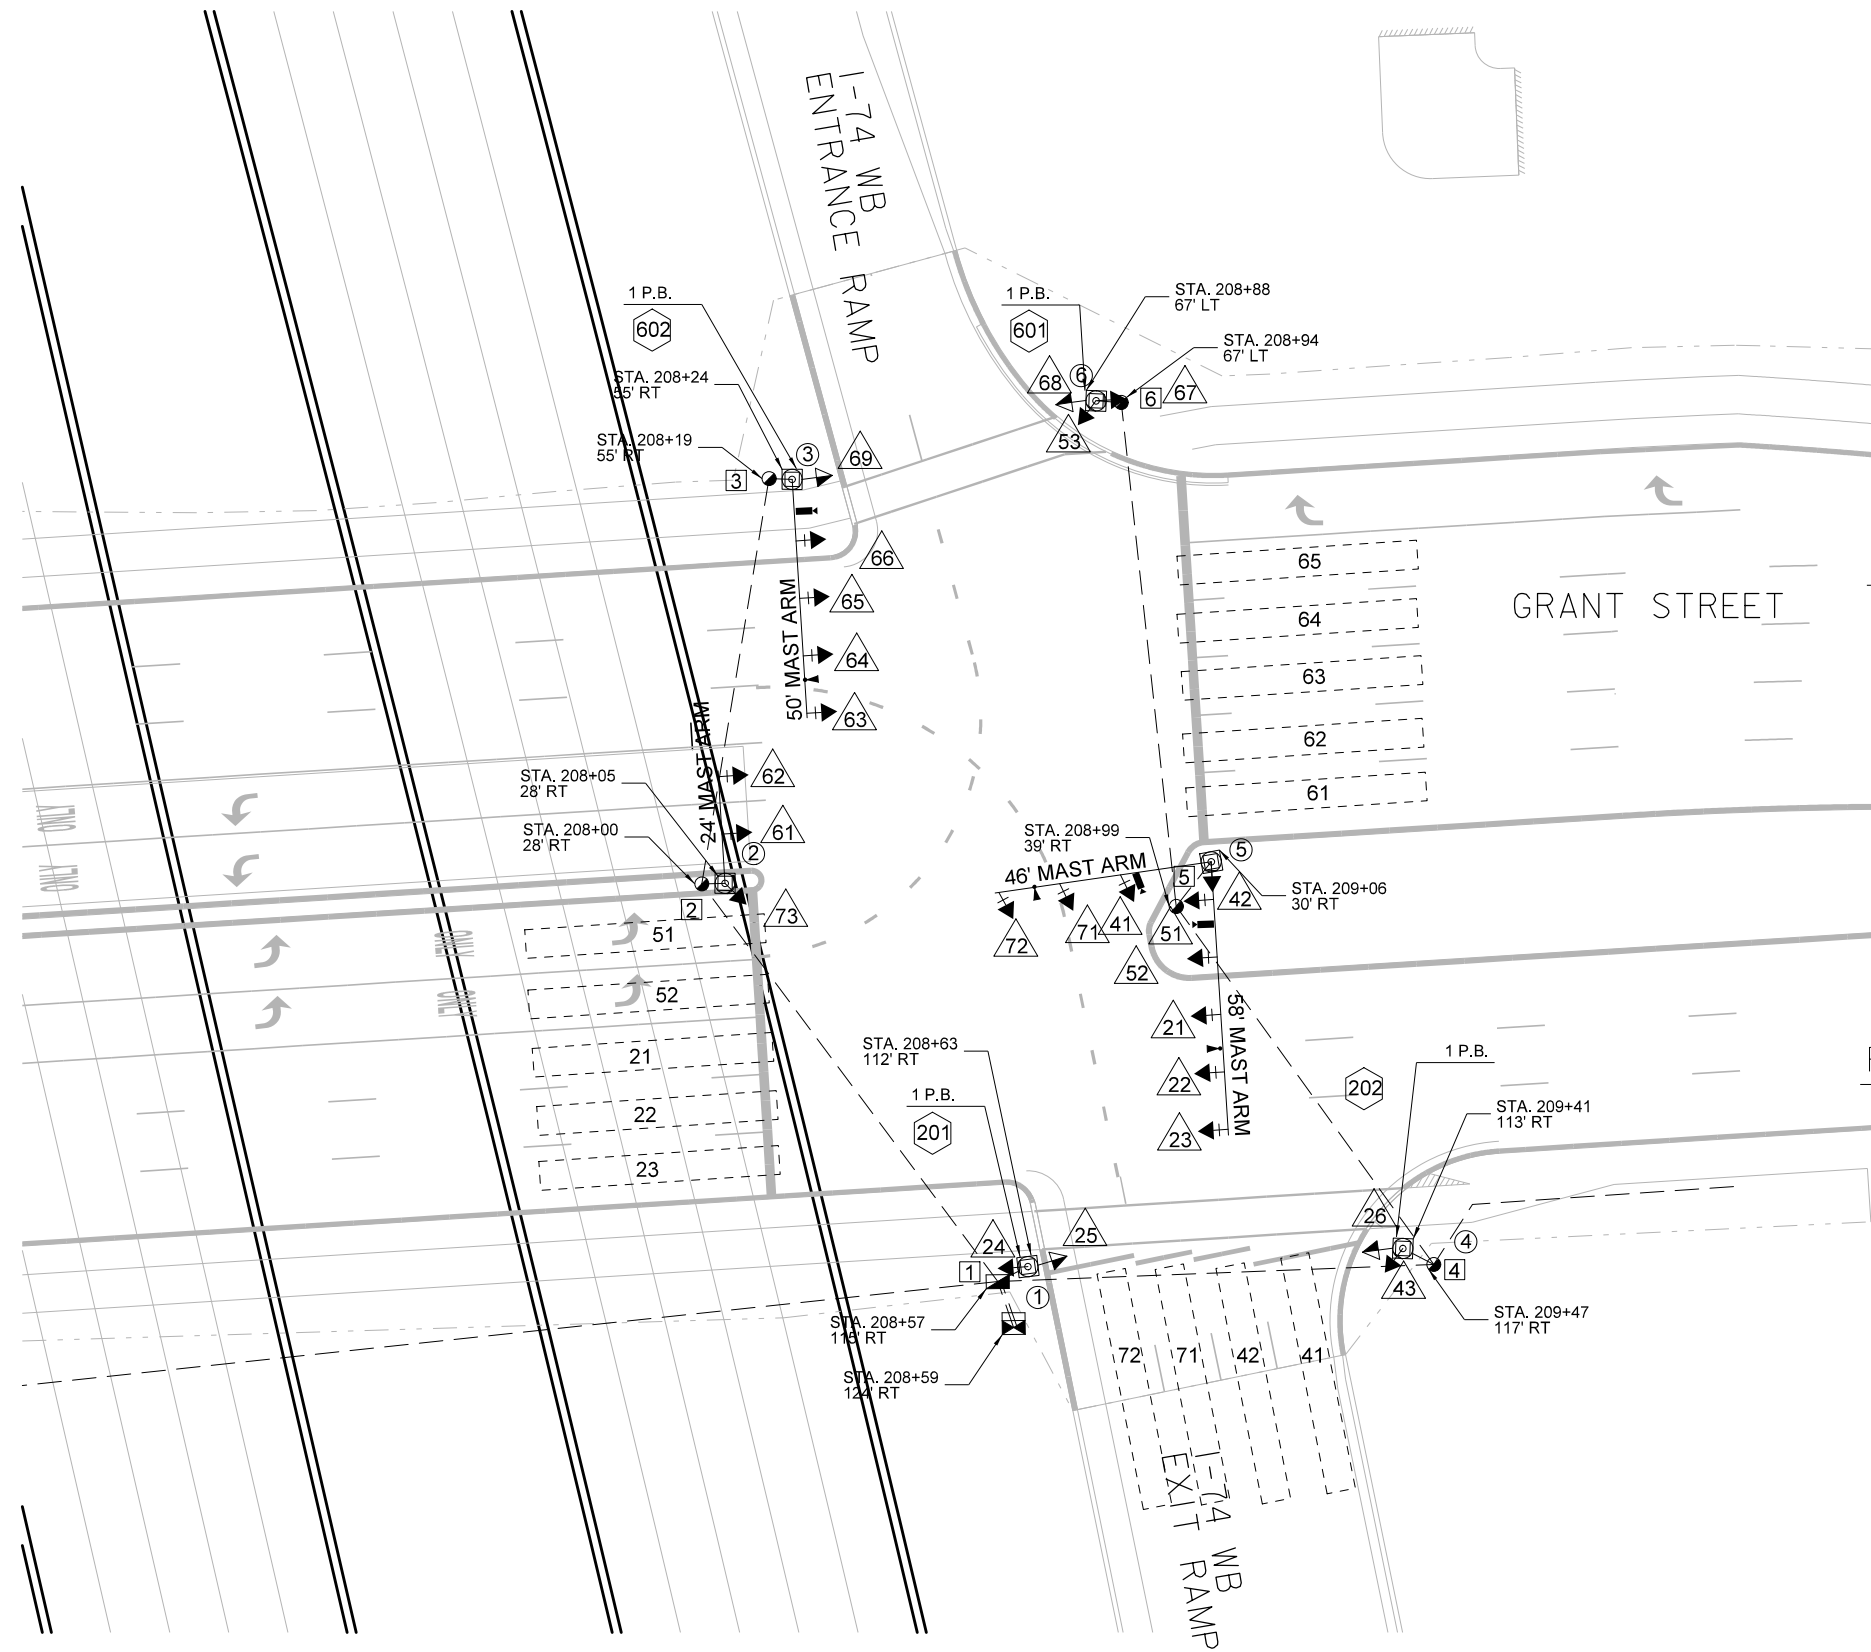 I-74 WB
ENTRANCE RAMP
1 P.B.
602
STA. 208+24
55' RT
STA. 208+19
55' RT
3
3
69
66
65
64
63
50' MAST ARM
1 P.B.
601
STA. 208+88
67' LT
STA. 208+94
67' LT
68
6
6
67
53
65
64
63
62
61
GRANT STREET
24' MAST ARM
STA. 208+05
28' RT
STA. 208+00
28' RT
62
61
2
2
73
ONLY
ONLY
ONLY
ONLY
51
52
21
22
23
STA. 208+99
39' RT
46' MAST ARM
5
5
STA. 209+06
30' RT
72
71
41
51
42
52
21
22
23
58' MAST ARM
STA. 208+63
112' RT
1 P.B.
201
24
25
1
1
STA. 208+57
115' RT
STA. 208+59
124' RT
1 P.B.
202
STA. 209+41
113' RT
26
4
4
43
STA. 209+47
117' RT
72
71
42
41
I-74 WB
EXIT RAMP